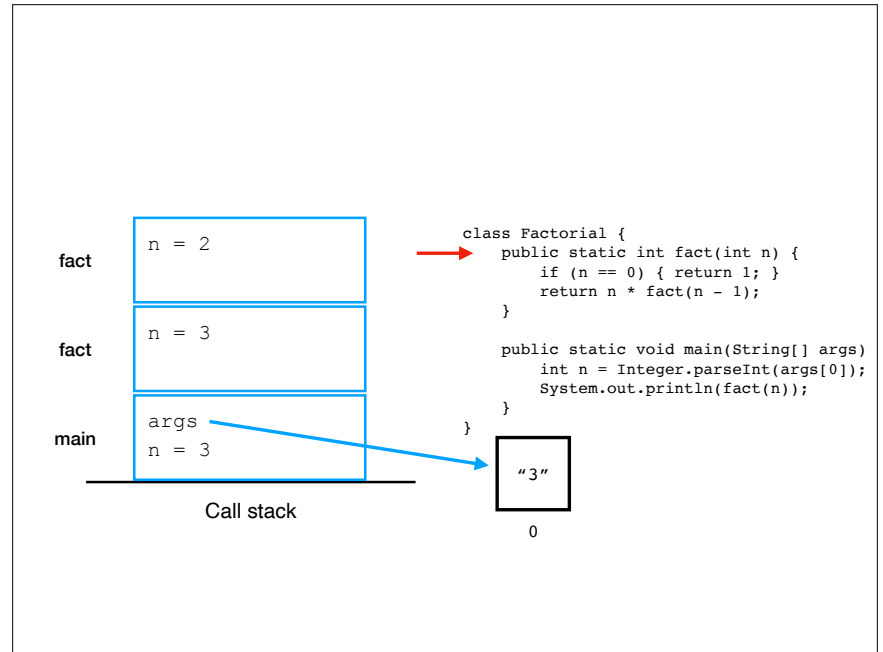 fact
n = 2
fact
n = 3
main
args
n = 3
Call stack
class Factorial {
    public static int fact(int n) {
        if (n == 0) { return 1; }
        return n * fact(n - 1);
    }

    public static void main(String[] args)
        int n = Integer.parseInt(args[0]);
        System.out.println(fact(n));
    }
}
“3”
0